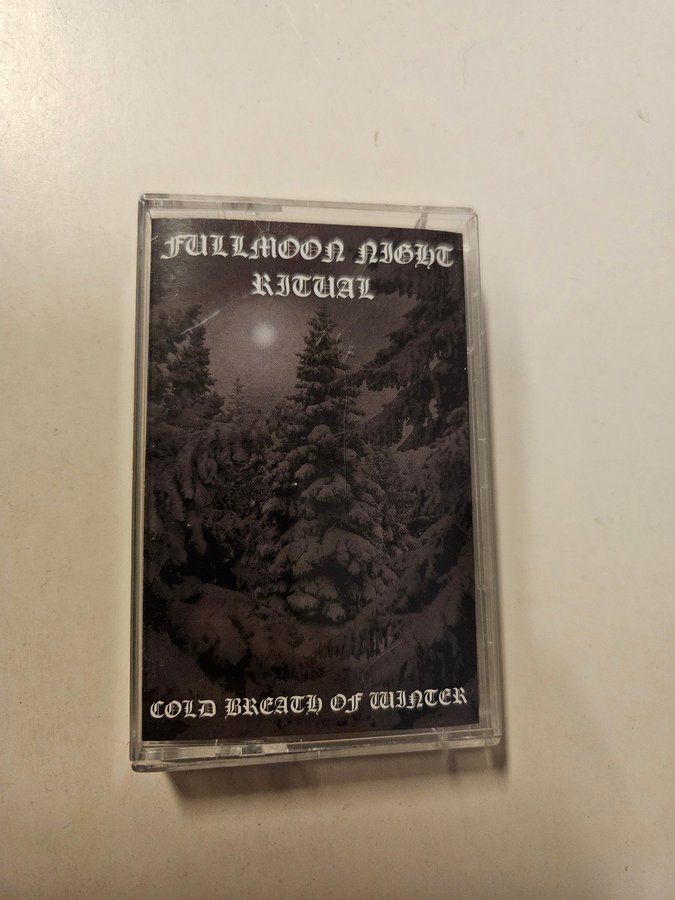 FULLMOON NIGHT
RITUAL
COLD BREATH OF WINTER